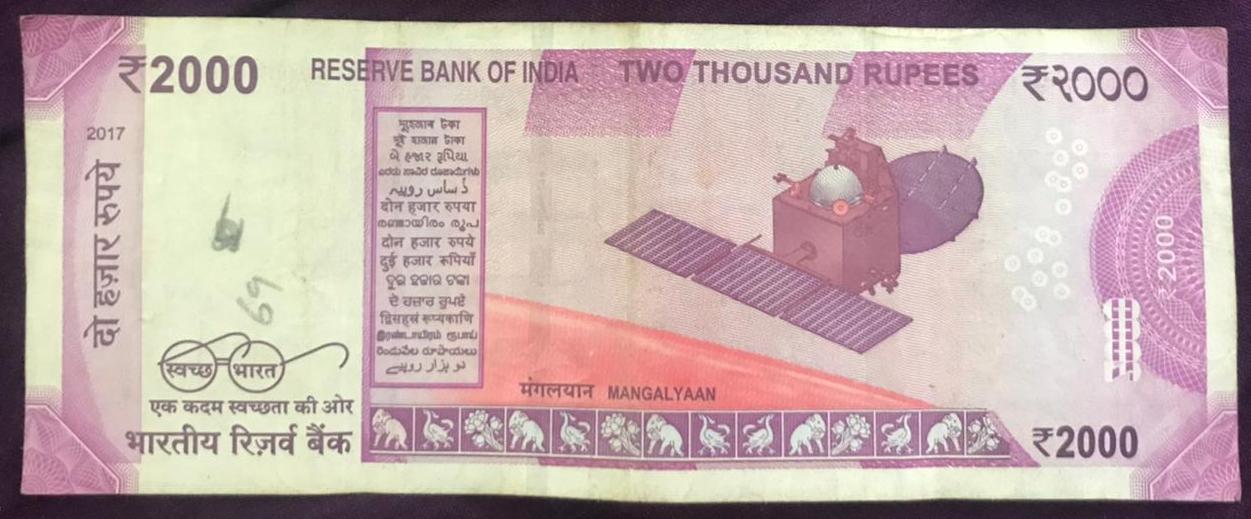 ₹2000
RESERVE BANK OF INDIA
TWO THOUSAND RUPEES
₹२०००
2017
दो हज़ार रुपये
দুহাজাৰ টকা
দুই হাজার টাকা
બે હજાર રૂપિયા
ಎರಡು ಸಾವಿರ ರೂಪಾಯಿಗಳು
دٕ ساس روپیہِ
दोन हजार रुपया
രണ്ടായിരം രൂപ
दोन हजार रुपये
दुई हजार रुपियाँ
ଦୁଇ ହଜାର ଟଙ୍କା
ਦੋ ਹਜ਼ਾਰ ਰੁਪਏ
द्विसहस्रं रूप्यकाणि
இரண்டாயிரம் ரூபாய்
రెండువేల రూపాయలు
دو ہزار روپیے
69
₹2000
स्वच्छ भारत
एक कदम स्वच्छता की ओर
भारतीय रिज़र्व बैंक
मंगलयान MANGALYAAN
₹2000